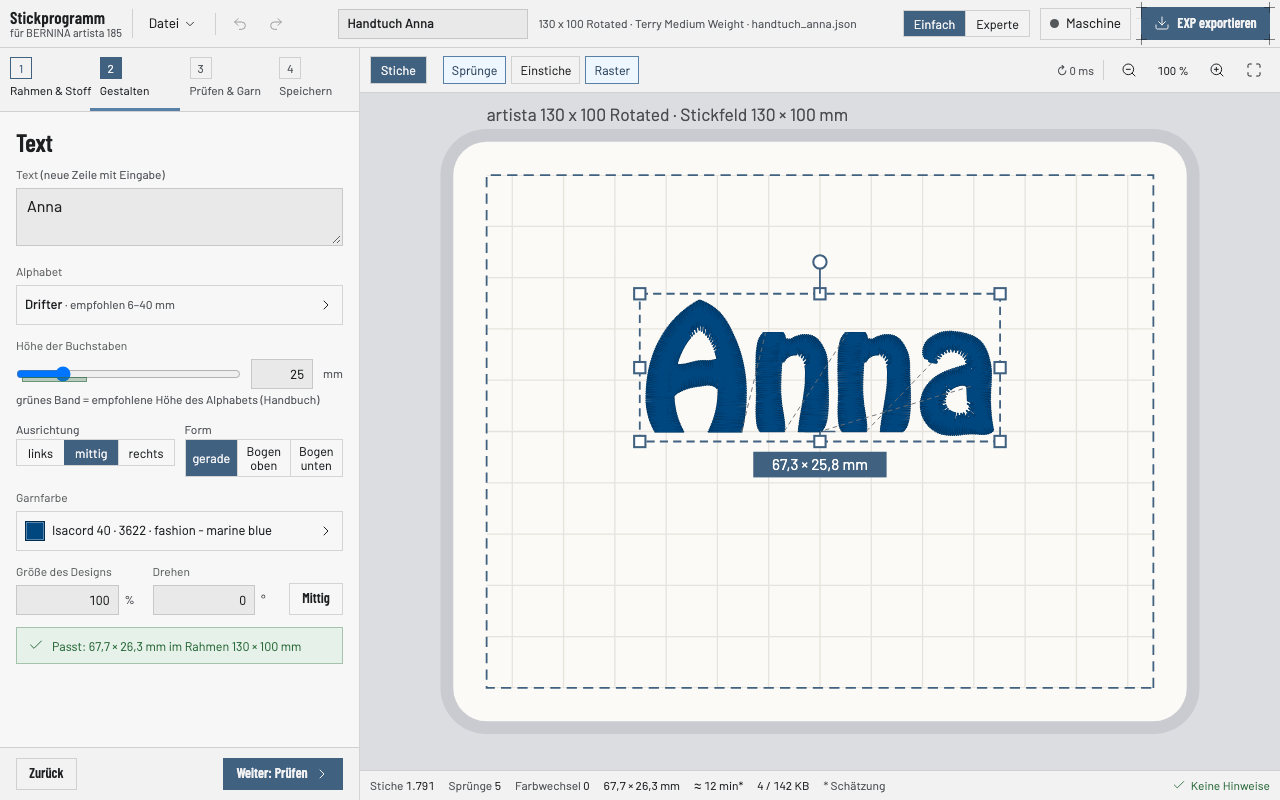 Stickprogramm
für BERNINA artista 185
Datei
Handtuch Anna
130 x 100 Rotated · Terry Medium Weight · handtuch_anna.json
Einfach
Experte
Maschine
EXP exportieren
1
Rahmen & Stoff
2
Gestalten
3
Prüfen & Garn
4
Speichern
Stiche
Sprünge
Einstiche
Raster
0 ms
100 %
Text
Text (neue Zeile mit Eingabe)
Anna
Alphabet
Drifter · empfohlen 6–40 mm
Höhe der Buchstaben
25 mm
grünes Band = empfohlene Höhe des Alphabets (Handbuch)
Ausrichtung
links
mittig
rechts
Form
gerade
Bogen oben
Bogen unten
Garnfarbe
Isacord 40 · 3622 · fashion - marine blue
Größe des Designs
100 %
Drehen
0 °
Mittig
Passt: 67,7 × 26,3 mm im Rahmen 130 × 100 mm
Zurück
Weiter: Prüfen
artista 130 x 100 Rotated · Stickfeld 130 × 100 mm
Anna
67,3 × 25,8 mm
Stiche 1.791
Sprünge 5
Farbwechsel 0
67,7 × 26,3 mm
≈ 12 min*
4 / 142 KB
* Schätzung
Keine Hinweise